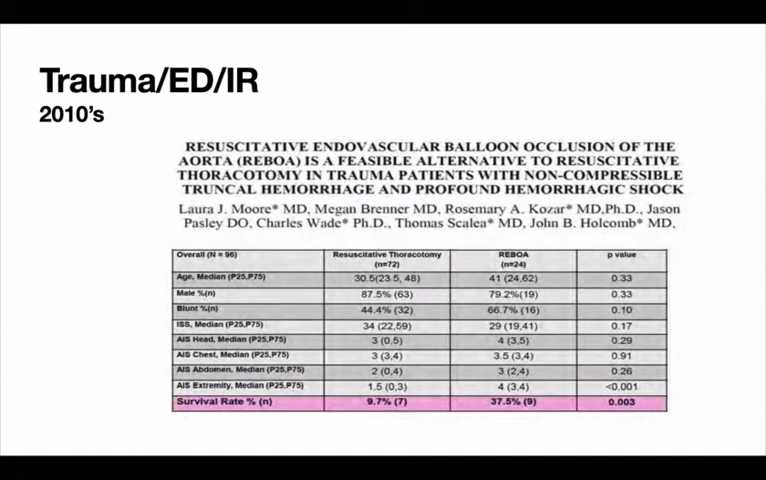 Trauma/ED/IR
2010's
RESUSCITATIVE ENDOVASCULAR BALLOON OCCLUSION OF THE
AORTA (REBOA) IS A FEASIBLE ALTERNATIVE TO RESUSCITATIVE
THORACOTOMY IN TRAUMA PATIENTS WITH NON-COMPRESSIBLE
TRUNCAL HEMORRHAGE AND PROFOUND HEMORRHAGIC SHOCK
Laura J. Moore* MD, Megan Brenner MD, Rosemary A. Kozar* MD,Ph.D., Jason
Pasley DO, Charles Wade* Ph.D., Thomas Scalea* MD, John B. Holcomb* MD,
Overall (N = 96) Resuscitative Thoracotomy (n=72) REBOA (n=24) p value
Age, Median (P25,P75) 30.5(23.5, 48) 41 (24,62) 0.33
Male %(n) 87.5% (63) 79.2%(19) 0.33
Blunt %(n) 44.4% (32) 66.7% (16) 0.10
ISS, Median (P25,P75) 34 (22,59) 29 (19,41) 0.17
AIS Head, Median (P25,P75) 3 (0,5) 4 (3,5) 0.29
AIS Chest, Median (P25,P75) 3 (3,4) 3.5 (3,4) 0.91
AIS Abdomen, Median (P25,P75) 2 (0,4) 3 (2,4) 0.26
AIS Extremity, Median (P25,P75) 1.5 (0,3) 4 (3,4) <0.001
Survival Rate % (n) 9.7% (7) 37.5% (9) 0.003